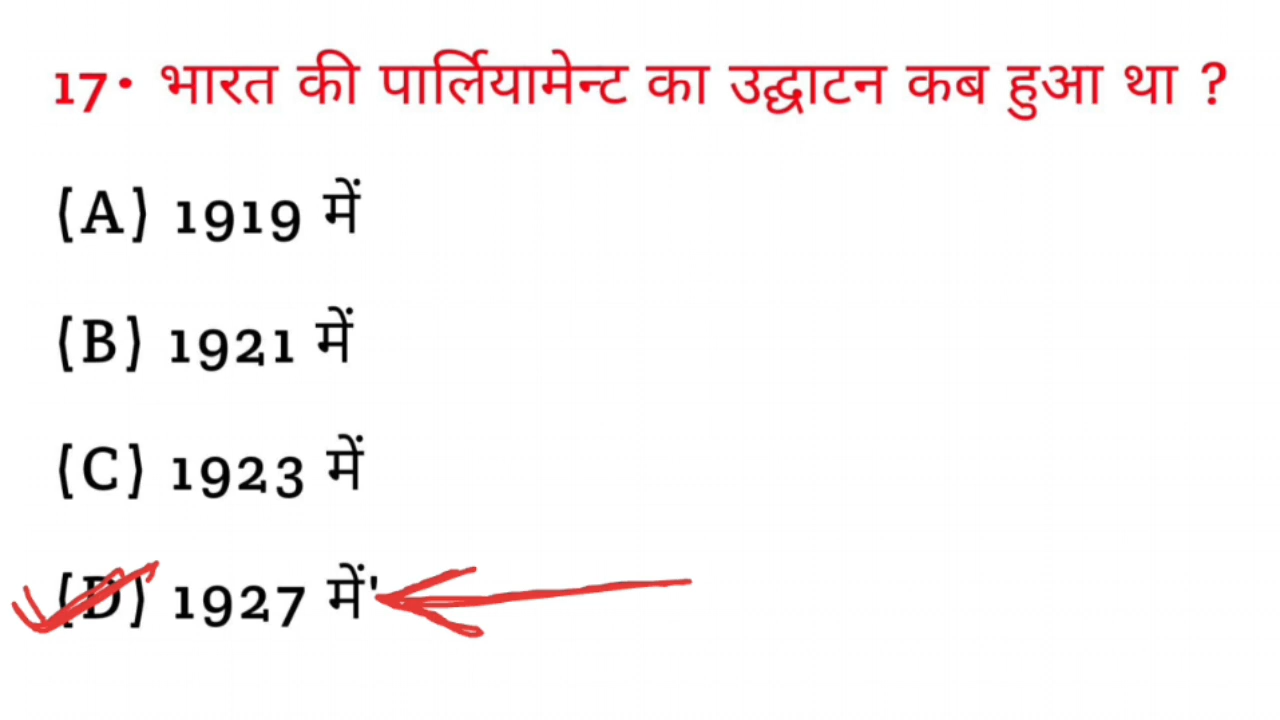 17• भारत की पार्लियामेन्ट का उद्घाटन कब हुआ था ?
(A) 1919 में
(B) 1921 में
(C) 1923 में
(D) 1927 में'